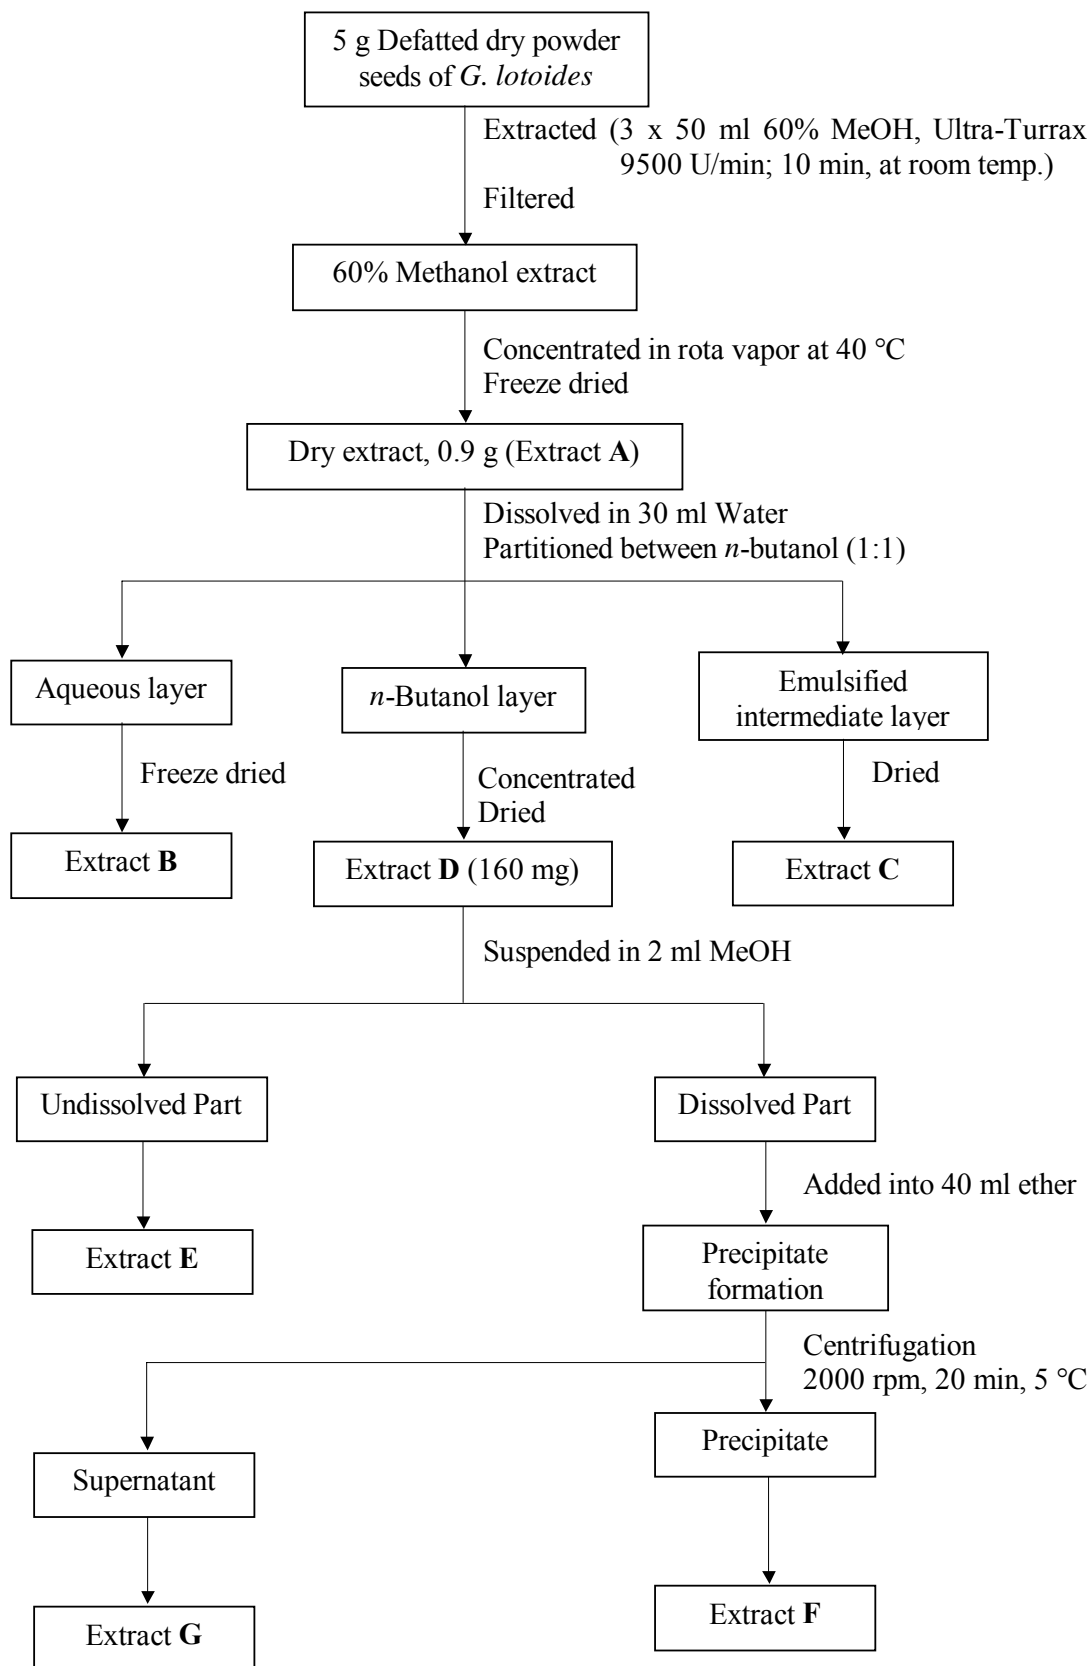 5 g Defatted dry powder
seeds of G. lotoides
Extracted (3 x 50 ml 60% MeOH, Ultra-Turrax
9500 U/min; 10 min, at room temp.)
Filtered
60% Methanol extract
Concentrated in rota vapor at 40 °C
Freeze dried
Dry extract, 0.9 g (Extract A)
Dissolved in 30 ml Water
Partitioned between n-butanol (1:1)
Aqueous layer
n-Butanol layer
Emulsified
intermediate layer
Freeze dried
Concentrated
Dried
Dried
Extract B
Extract D (160 mg)
Extract C
Suspended in 2 ml MeOH
Undissolved Part
Dissolved Part
Added into 40 ml ether
Extract E
Precipitate
formation
Centrifugation
2000 rpm, 20 min, 5 °C
Supernatant
Precipitate
Extract G
Extract F